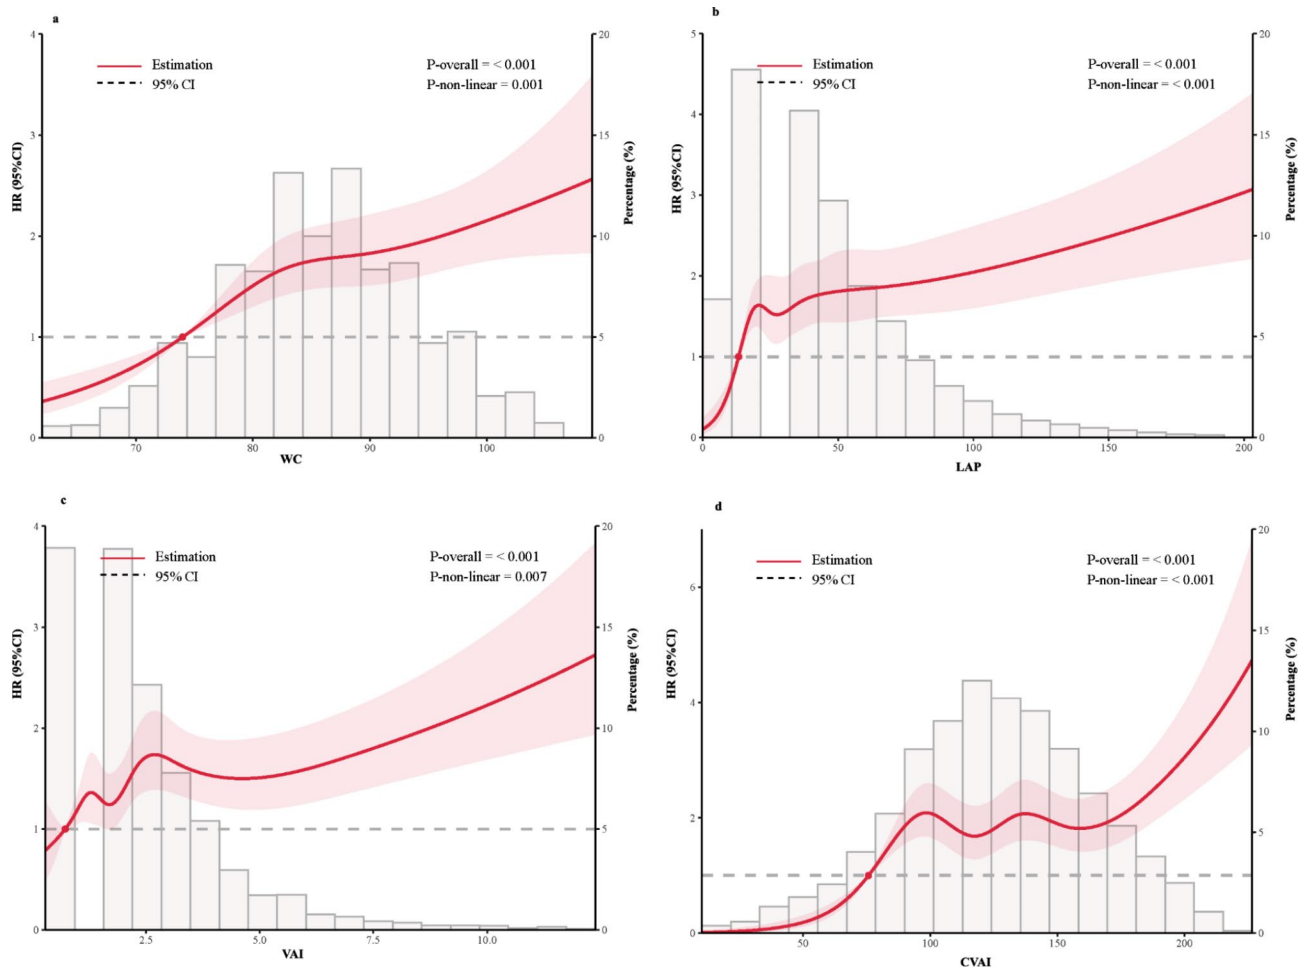 a
4
3
2
1
0
HR (95%CI)
Estimation
95% CI
P-overall = < 0.001
P-non-linear = 0.001
20
15
10
5
0
Percentage (%)
70
80
90
100
WC
b
5
4
3
2
1
0
HR (95%CI)
Estimation
95% CI
P-overall = < 0.001
P-non-linear = < 0.001
20
15
10
5
0
Percentage (%)
0
50
100
150
200
LAP
c
4
3
2
1
0
HR (95%CI)
Estimation
95% CI
P-overall = < 0.001
P-non-linear = 0.007
20
15
10
5
0
Percentage (%)
2.5
5.0
7.5
10.0
VAI
d
6
4
2
0
HR (95%CI)
Estimation
95% CI
P-overall = < 0.001
P-non-linear = < 0.001
20
15
10
5
0
Percentage (%)
50
100
150
200
CVAI